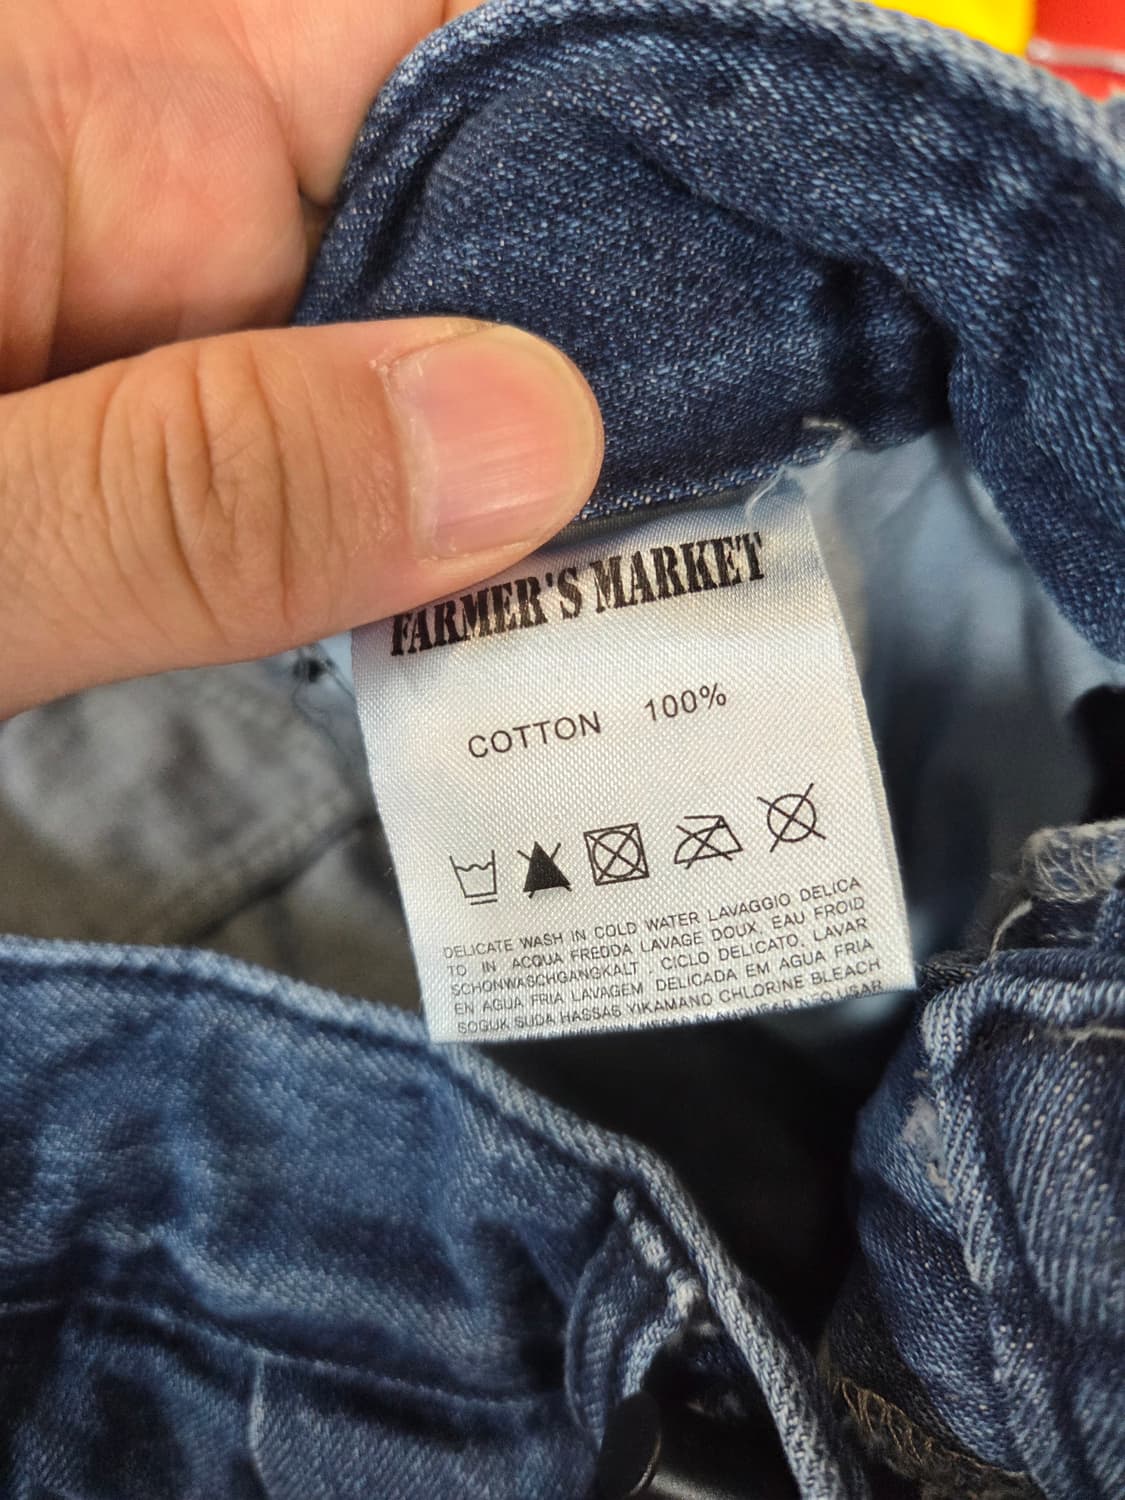 FARMER'S MARKET
COTTON 100%
DELICATE WASH IN COLD WATER LAVAGGIO DELICA
TO IN ACQUA FREDDA LAVAGE DOUX. EAU FROID
SCHONWASCHGANGKALT . CICLO DELICATO. LAVAR
EN AGUA FRIA LAVAGEM DELICADA EM AGUA FRIA
SOGUK SUDA HASSAS YIKAMANO CHLORINE BLEACH
USAR